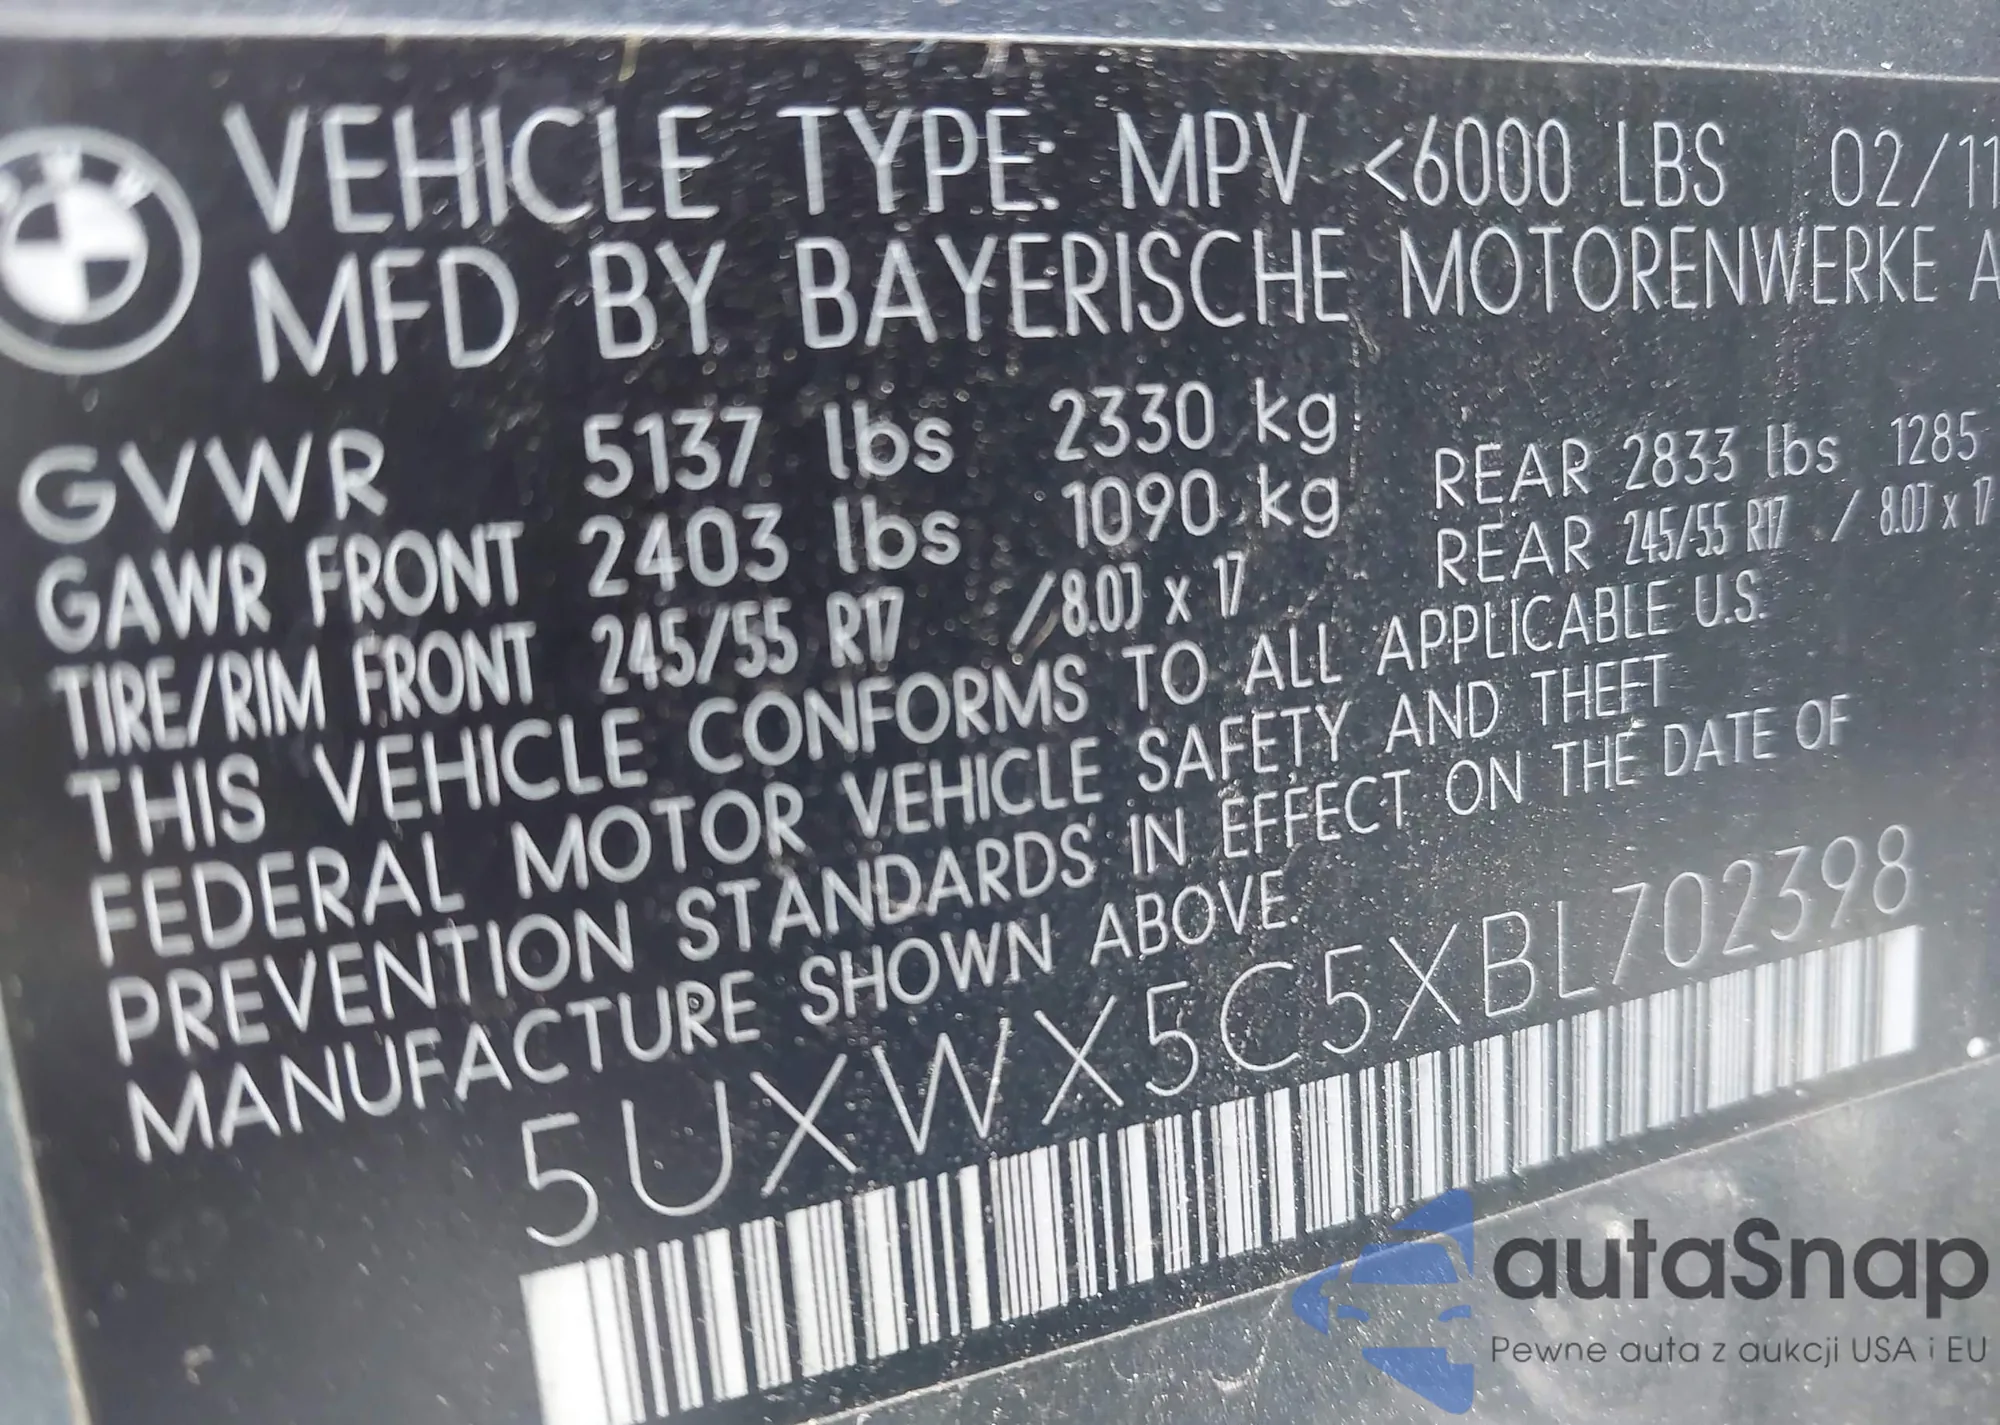 BMW
VEHICLE TYPE: MPV <6000 LBS 02/11
MFD BY BAYERISCHE MOTORENWERKE A
GVWR 5137 lbs 2330 kg
GAWR FRONT 2403 lbs 1090 kg REAR 2833 lbs 1285
TIRE/RIM FRONT 245/55 R17 /8.0J x 17 REAR 245/55 R17 / 8.0J x 17
THIS VEHICLE CONFORMS TO ALL APPLICABLE U.S.
FEDERAL MOTOR VEHICLE SAFETY AND THEFT
PREVENTION STANDARDS IN EFFECT ON THE DATE OF
MANUFACTURE SHOWN ABOVE.
5UXWX5C5XBL702398
autaSnap
Pewne auta z aukcji USA i EU